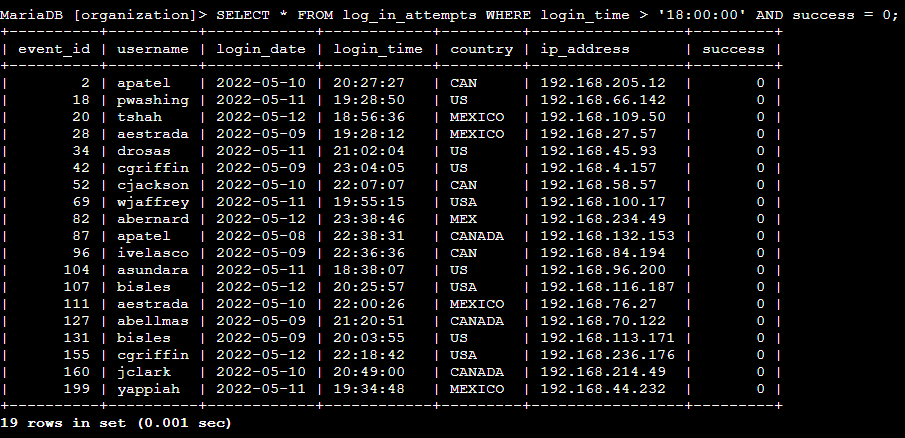 MariaDB [organization]> SELECT * FROM log_in_attempts WHERE login_time > '18:00:00' AND success = 0;
+----------+----------+------------+------------+---------+-----------------+---------+
| event_id | username | login_date | login_time | country | ip_address      | success |
+----------+----------+------------+------------+---------+-----------------+---------+
|        2 | apatel   | 2022-05-10 | 20:27:27   | CAN     | 192.168.205.12  |       0 |
|       18 | pwashing | 2022-05-11 | 19:28:50   | US      | 192.168.66.142  |       0 |
|       20 | tshah    | 2022-05-12 | 18:56:36   | MEXICO  | 192.168.109.50  |       0 |
|       28 | aestrada | 2022-05-09 | 19:28:12   | MEXICO  | 192.168.27.57   |       0 |
|       34 | drosas   | 2022-05-11 | 21:02:04   | US      | 192.168.45.93   |       0 |
|       42 | cgriffin | 2022-05-09 | 23:04:05   | US      | 192.168.4.157   |       0 |
|       52 | cjackson | 2022-05-10 | 22:07:07   | CAN     | 192.168.58.57   |       0 |
|       69 | wjaffrey | 2022-05-11 | 19:55:15   | USA     | 192.168.100.17  |       0 |
|       82 | abernard | 2022-05-12 | 23:38:46   | MEX     | 192.168.234.49  |       0 |
|       87 | apatel   | 2022-05-08 | 22:38:31   | CANADA  | 192.168.132.153 |       0 |
|       96 | ivelasco | 2022-05-09 | 22:36:36   | CAN     | 192.168.84.194  |       0 |
|      104 | asundara | 2022-05-11 | 18:38:07   | US      | 192.168.96.200  |       0 |
|      107 | bisles   | 2022-05-12 | 20:25:57   | USA     | 192.168.116.187 |       0 |
|      111 | aestrada | 2022-05-10 | 22:00:26   | MEXICO  | 192.168.76.27   |       0 |
|      127 | abellmas | 2022-05-09 | 21:20:51   | CANADA  | 192.168.70.122  |       0 |
|      131 | bisles   | 2022-05-09 | 20:03:55   | US      | 192.168.113.171 |       0 |
|      155 | cgriffin | 2022-05-12 | 22:18:42   | USA     | 192.168.236.176 |       0 |
|      160 | jclark   | 2022-05-10 | 20:49:00   | CANADA  | 192.168.214.49  |       0 |
|      199 | yappiah  | 2022-05-11 | 19:34:48   | MEXICO  | 192.168.44.232  |       0 |
+----------+----------+------------+------------+---------+-----------------+---------+
19 rows in set (0.001 sec)